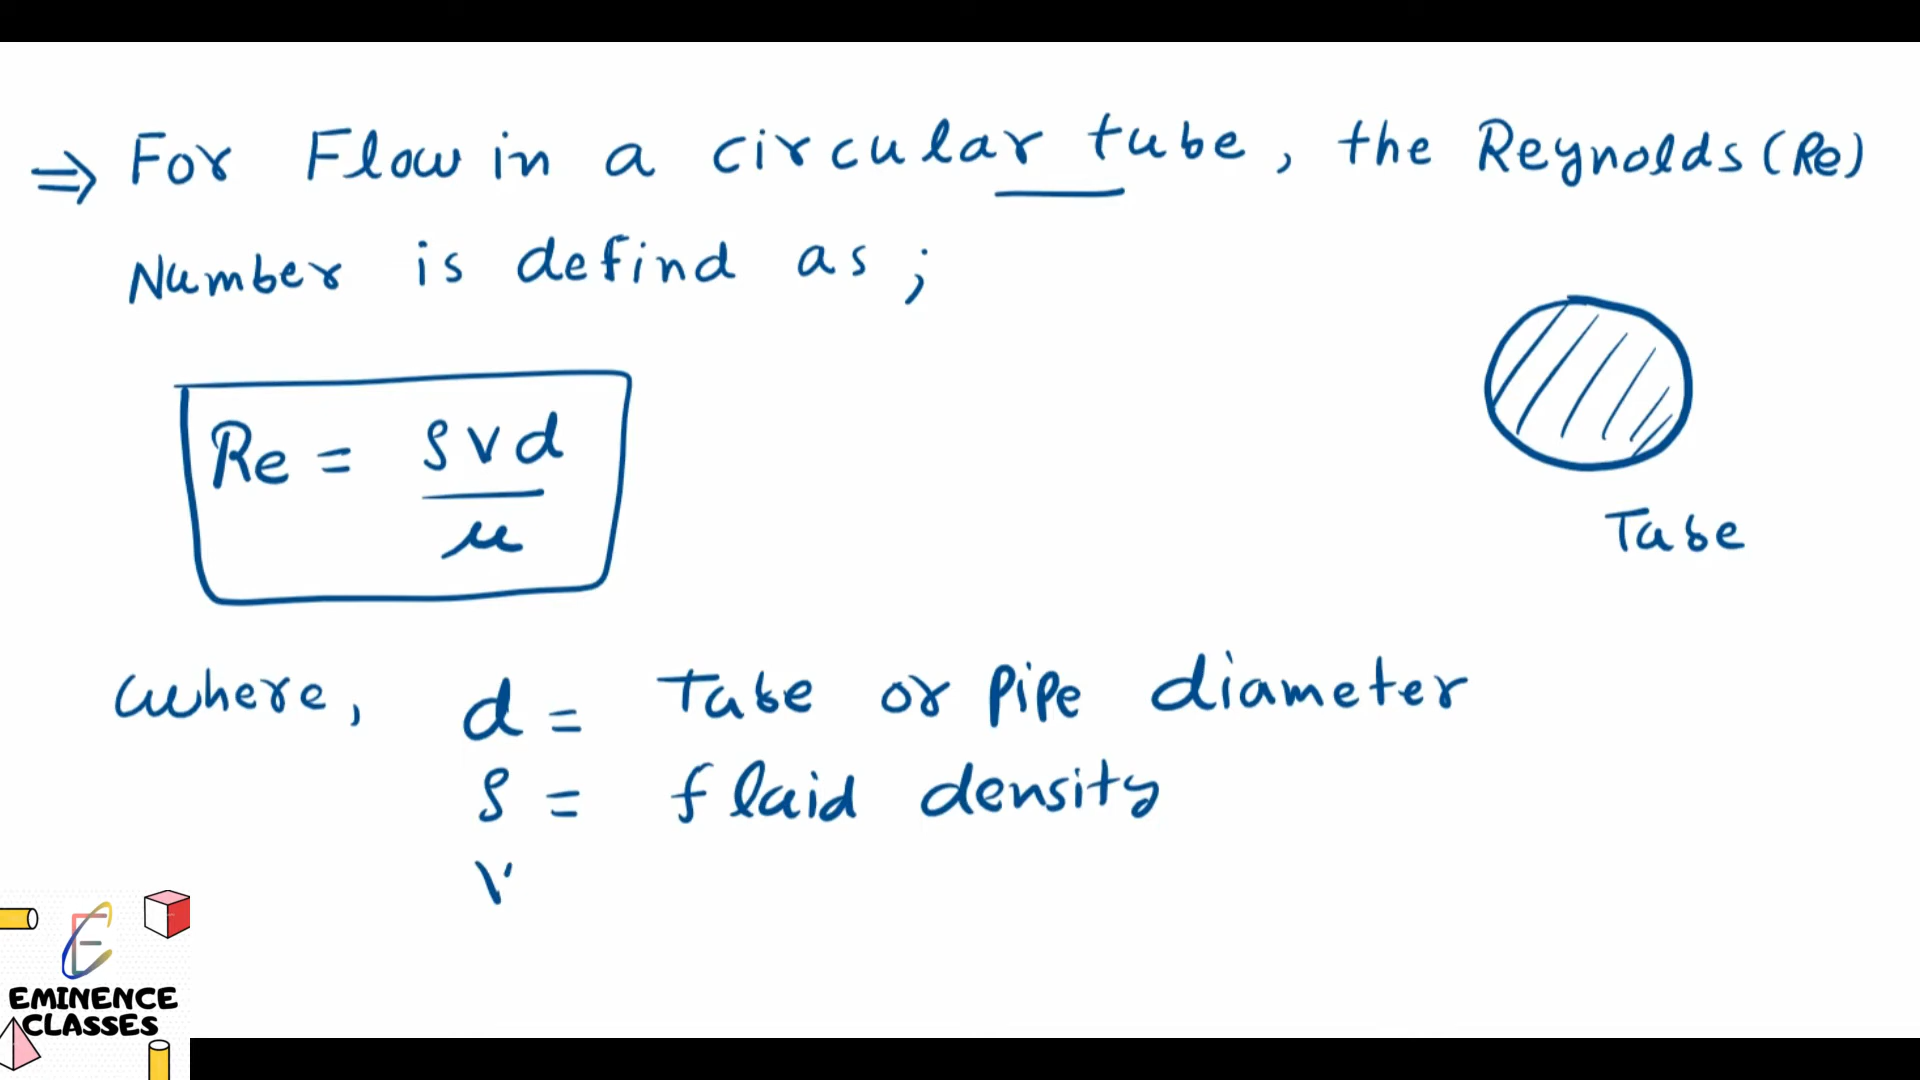 ⇒ For Flow in a circular tube, the Reynolds (Re)
Number is defind as ;
Re = ρvd / μ
Tube
where, d = Tube or pipe diameter
ρ = fluid density
V
E
EMINENCE
CLASSES